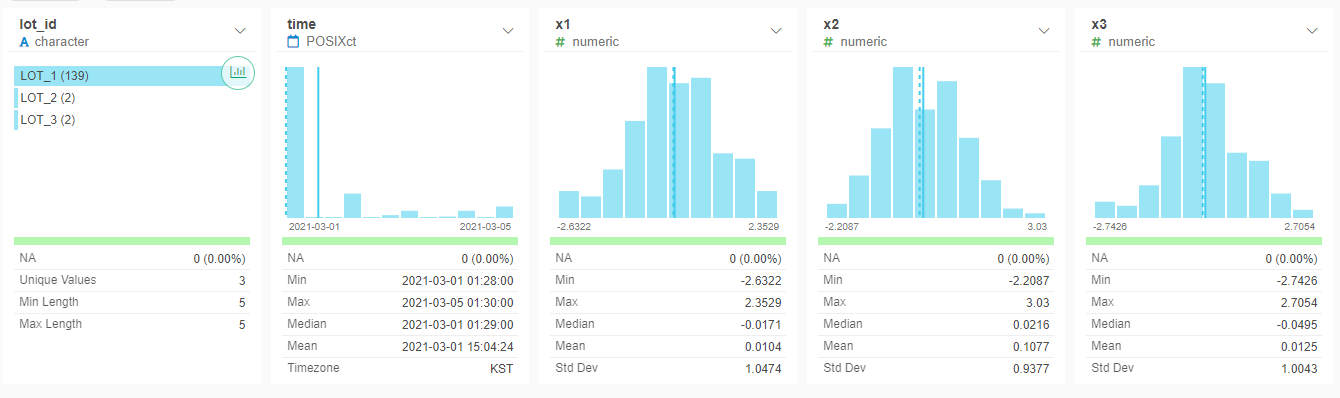 lot_id
A character
LOT_1 (139)
LOT_2 (2)
LOT_3 (2)
NA 0 (0.00%)
Unique Values 3
Min Length 5
Max Length 5
time
POSIXct
2021-03-01 2021-03-05
NA 0 (0.00%)
Min 2021-03-01 01:28:00
Max 2021-03-05 01:30:00
Median 2021-03-01 01:29:00
Mean 2021-03-01 15:04:24
Timezone KST
x1
# numeric
-2.6322 2.3529
NA 0 (0.00%)
Min -2.6322
Max 2.3529
Median -0.0171
Mean 0.0104
Std Dev 1.0474
x2
# numeric
-2.2087 3.03
NA 0 (0.00%)
Min -2.2087
Max 3.03
Median 0.0216
Mean 0.1077
Std Dev 0.9377
x3
# numeric
-2.7426 2.7054
NA 0 (0.00%)
Min -2.7426
Max 2.7054
Median -0.0495
Mean 0.0125
Std Dev 1.0043